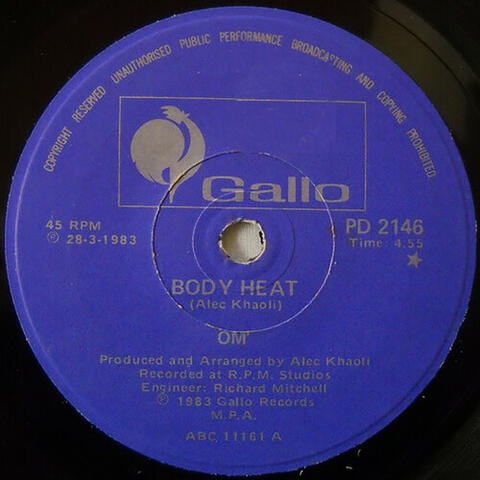 COPYRIGHT RESERVED UNAUTHORISED PUBLIC PERFORMANCE BROADCASTING AND COPYING PROHIBITED.
Gallo
45 RPM
℗ 28-3-1983
PD 2146
Time: 4.55
★
BODY HEAT
(Alec Khaoli)
OM'
Produced and Arranged by Alec Khaoli
Recorded at R.P.M. Studios
Engineer: Richard Mitchell
℗ 1983 Gallo Records
M.P.A.
ABC 11161 A